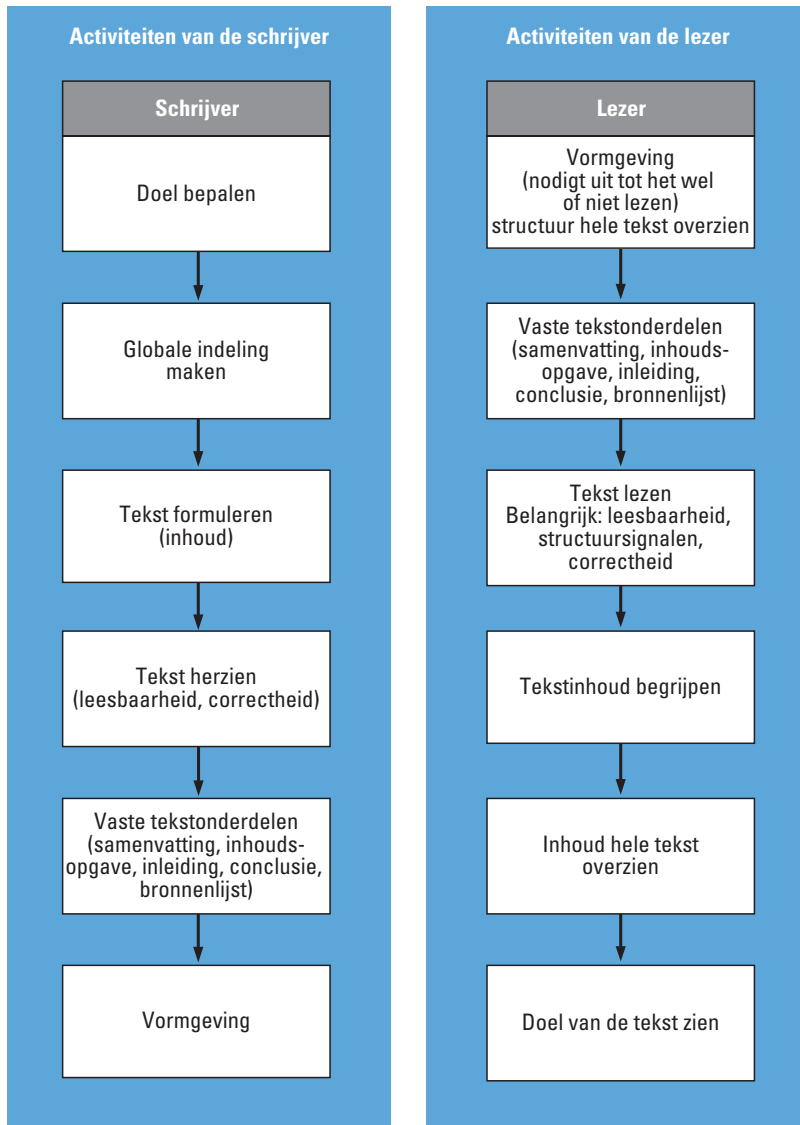 Activiteiten van de schrijver
Schrijver
Doel bepalen
Globale indeling
maken
Tekst formuleren
(inhoud)
Tekst herzien
(leesbaarheid, correctheid)
Vaste tekstonderdelen
(samenvatting, inhouds-
opgave, inleiding, conclusie,
bronnenlijst)
Vormgeving
Activiteiten van de lezer
Lezer
Vormgeving
(nodigt uit tot het wel
of niet lezen)
structuur hele tekst overzien
Vaste tekstonderdelen
(samenvatting, inhouds-
opgave, inleiding,
conclusie, bronnenlijst)
Tekst lezen
Belangrijk: leesbaarheid,
structuursignalen,
correctheid
Tekstinhoud begrijpen
Inhoud hele tekst
overzien
Doel van de tekst zien